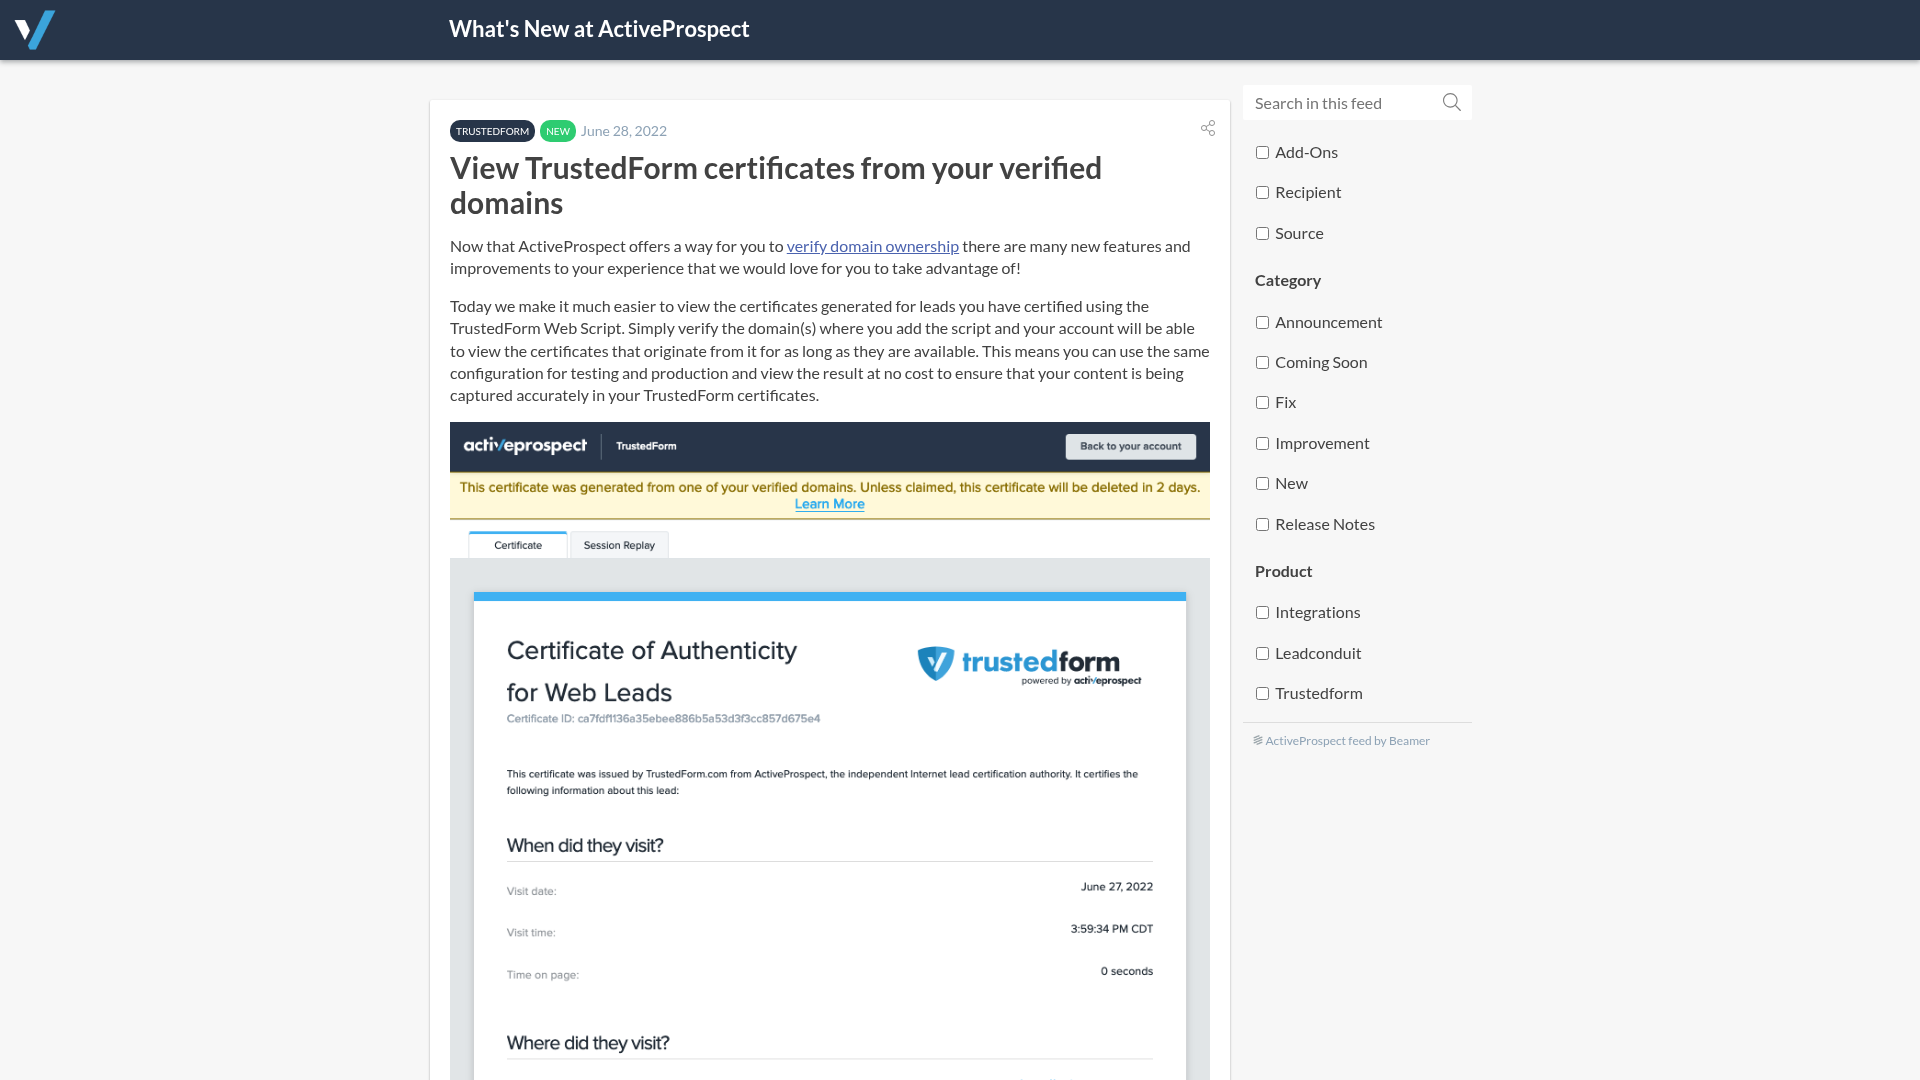 What's New at ActiveProspect
TRUSTEDFORM NEW June 28, 2022
View TrustedForm certificates from your verified
domains
Now that ActiveProspect offers a way for you to verify domain ownership there are many new features and
improvements to your experience that we would love for you to take advantage of!
Today we make it much easier to view the certificates generated for leads you have certified using the
TrustedForm Web Script. Simply verify the domain(s) where you add the script and your account will be able
to view the certificates that originate from it for as long as they are available. This means you can use the same
configuration for testing and production and view the result at no cost to ensure that your content is being
captured accurately in your TrustedForm certificates.
activeprospect TrustedForm Back to your account
This certificate was generated from one of your verified domains. Unless claimed, this certificate will be deleted in 2 days.
Learn More
Certificate Session Replay
Certificate of Authenticity
for Web Leads
trustedform
powered by activeprospect
Certificate ID: ca7fdf1136a35ebee886b5a53d3f3cc857d675e4
This certificate was issued by TrustedForm.com from ActiveProspect, the independent Internet lead certification authority. It certifies the
following information about this lead:
When did they visit?
Visit date: June 27, 2022
Visit time: 3:59:34 PM CDT
Time on page: 0 seconds
Where did they visit?
Search in this feed
Add-Ons
Recipient
Source
Category
Announcement
Coming Soon
Fix
Improvement
New
Release Notes
Product
Integrations
Leadconduit
Trustedform
ActiveProspect feed by Beamer